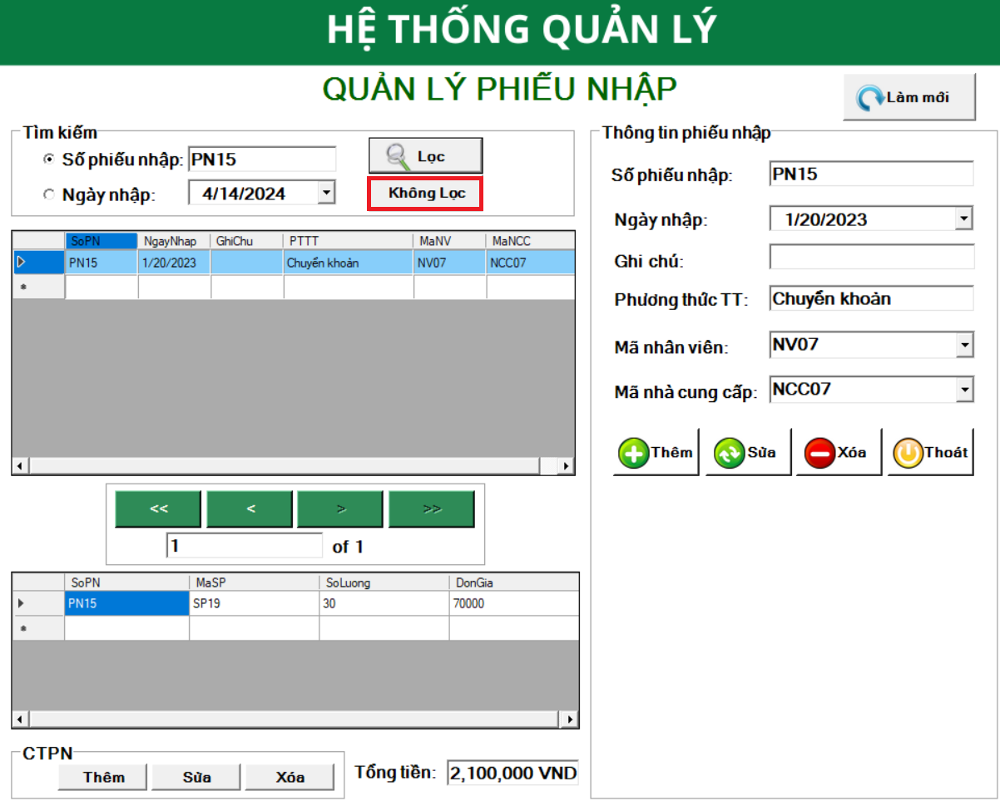 HỆ THỐNG QUẢN LÝ
QUẢN LÝ PHIẾU NHẬP
Làm mới
Tìm kiếm
Số phiếu nhập: PN15
Lọc
Ngày nhập: 4/14/2024
Không Lọc
SoPN NgayNhap GhiChu PTTT MaNV MaNCC
PN15 1/20/2023 Chuyển khoản NV07 NCC07
*
<< < > >>
1 of 1
SoPN MaSP SoLuong DonGia
PN15 SP19 30 70000
*
CTPN
Thêm Sửa Xóa
Tổng tiền: 2,100,000 VND
Thông tin phiếu nhập
Số phiếu nhập: PN15
Ngày nhập: 1/20/2023
Ghi chú:
Phương thức TT: Chuyển khoản
Mã nhân viên: NV07
Mã nhà cung cấp: NCC07
Thêm Sửa Xóa Thoát